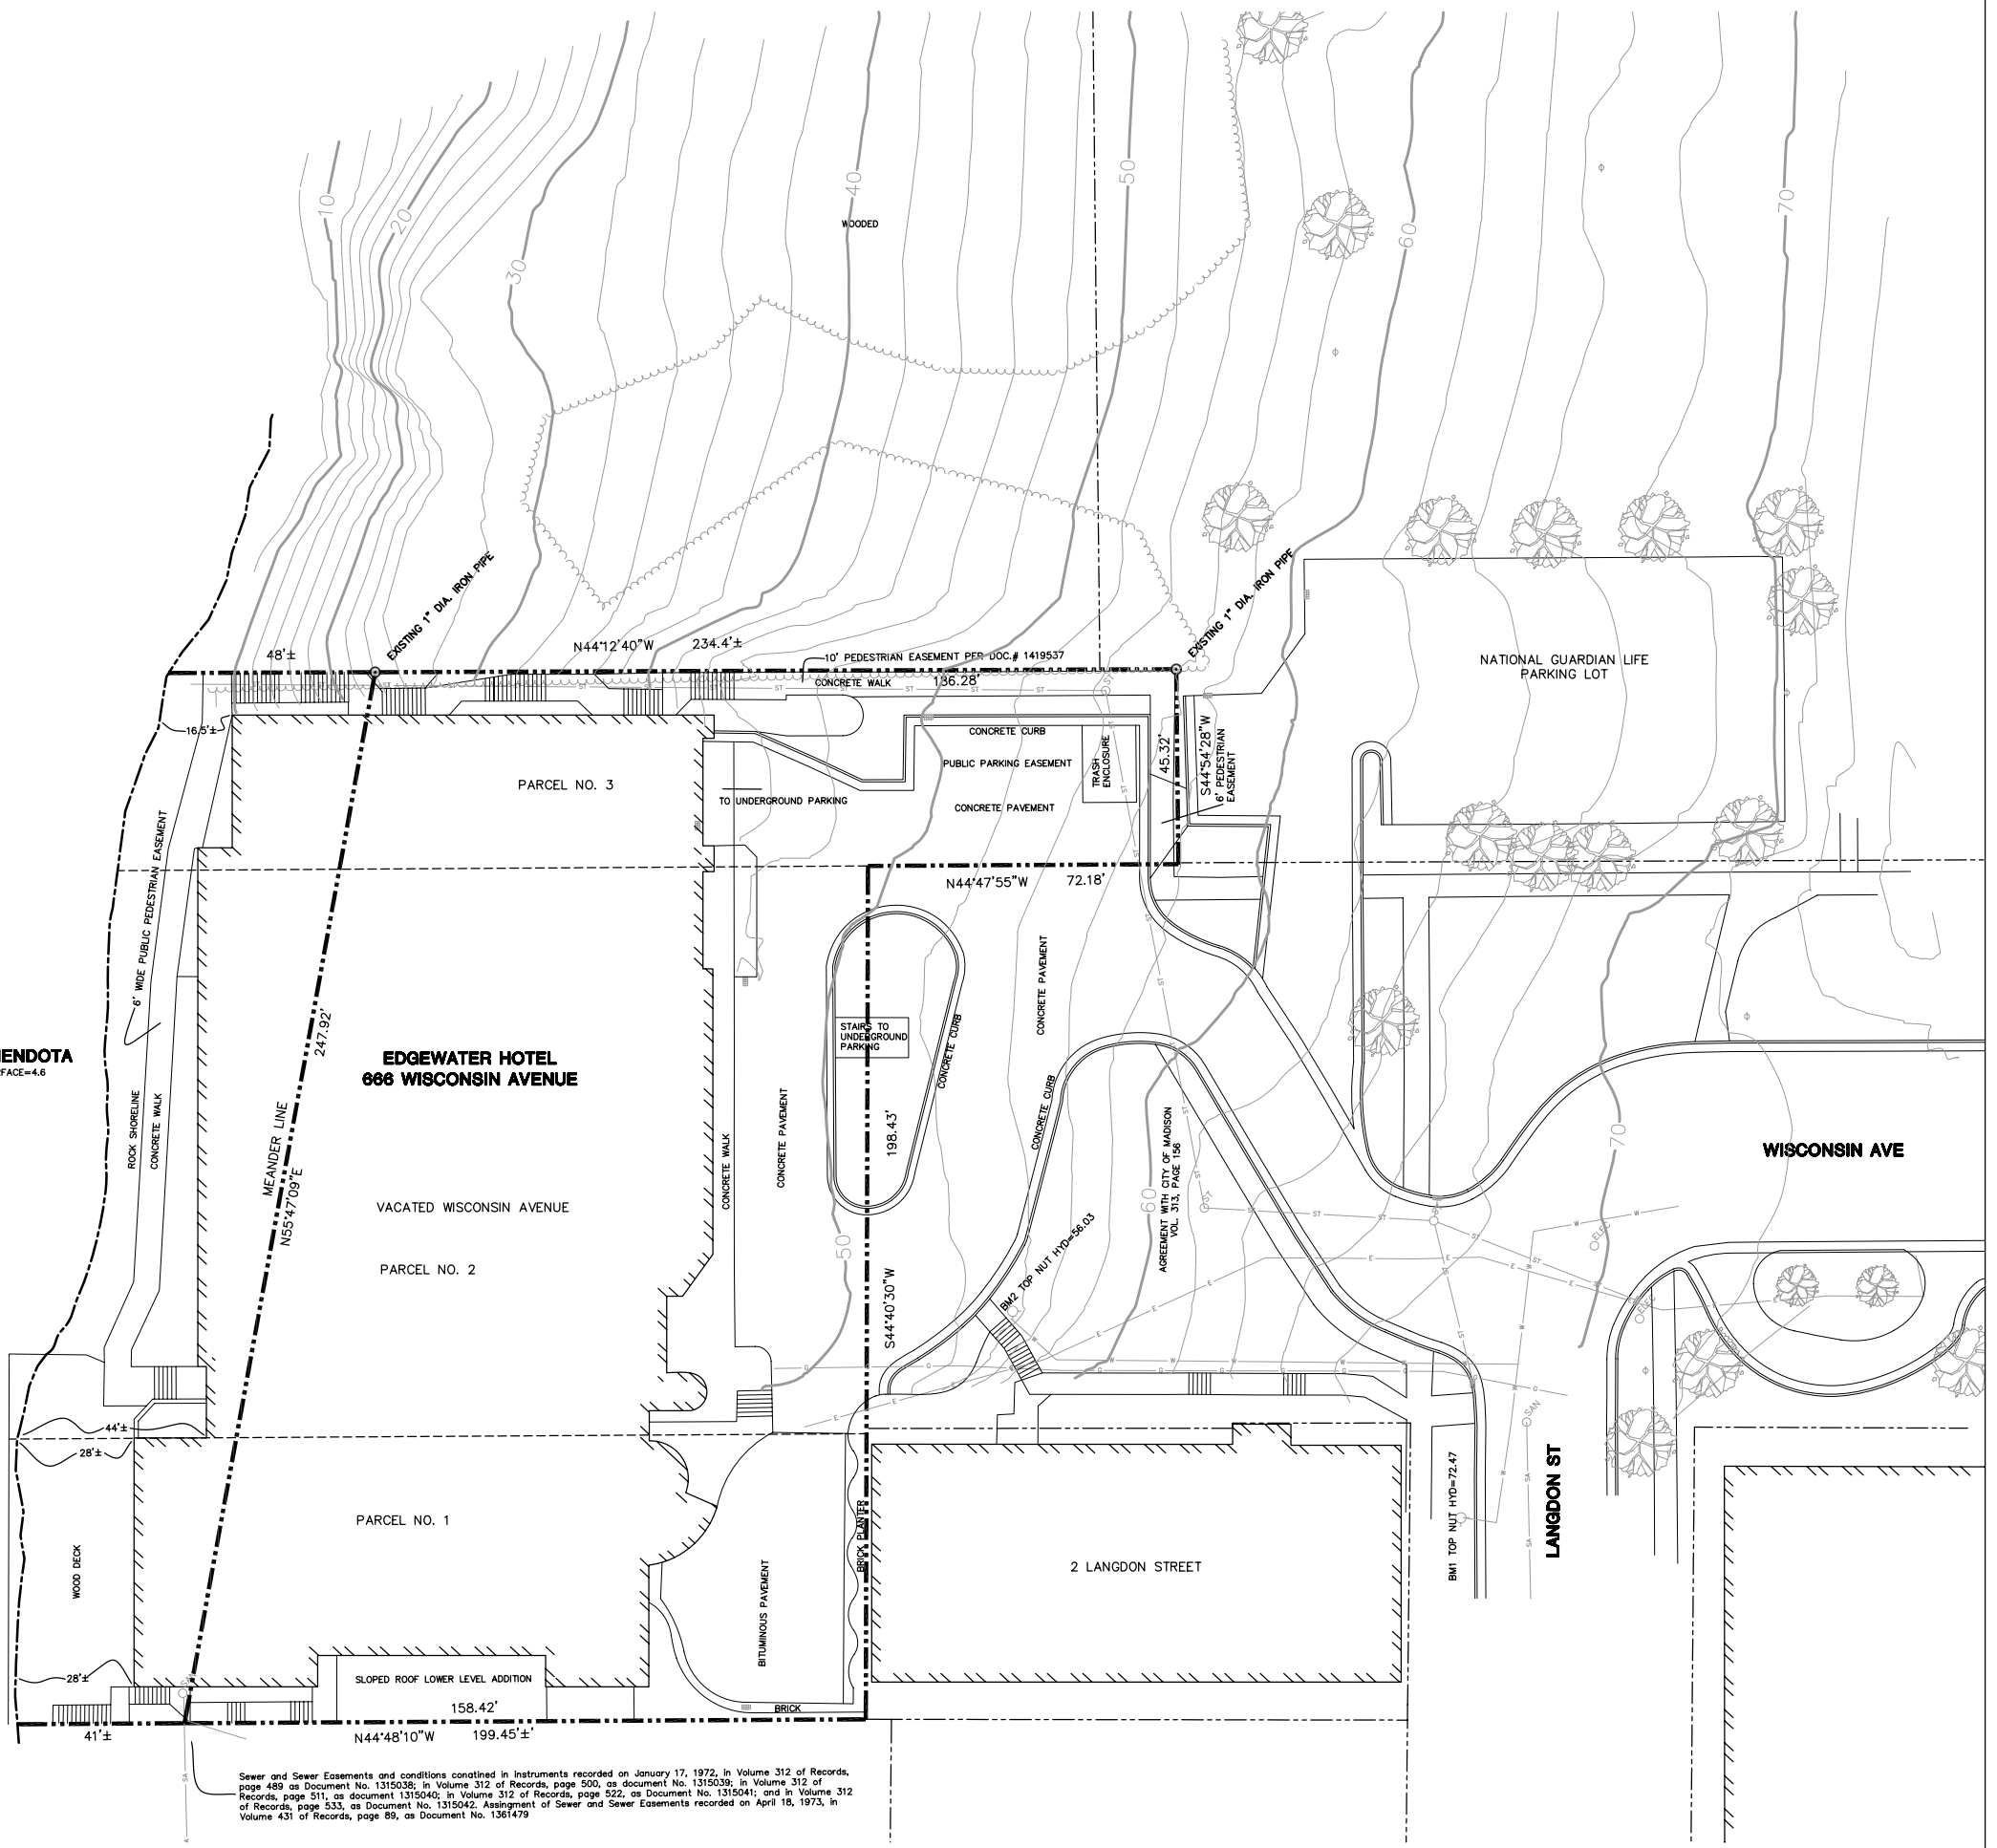 10
20
30
40
50
60
70
WOODED
EXISTING 1" DIA. IRON PIPE
EXISTING 1" DIA. IRON PIPE
48'±
N44°12'40"W
234.4'±
10' PEDESTRIAN EASEMENT PER DOC.# 1419537
CONCRETE WALK
186.28'
16.5'±
NATIONAL GUARDIAN LIFE
PARKING LOT
CONCRETE CURB
PUBLIC PARKING EASEMENT
TRASH
ENCLOSURE
45.32'
S44°54'28"W
6' PEDESTRIAN
EASEMENT
PARCEL NO. 3
TO UNDERGROUND PARKING
CONCRETE PAVEMENT
N44°47'55"W
72.18'
6' WIDE PUBLIC PEDESTRIAN EASEMENT
247.92'
MEANDER LINE
N55°47'09"E
ENDOTA
FACE=4.6
EDGEWATER HOTEL
666 WISCONSIN AVENUE
STAIRS TO
UNDERGROUND
PARKING
CONCRETE CURB
CONCRETE PAVEMENT
CONCRETE CURB
CONCRETE PAVEMENT
198.43'
ROCK SHORELINE
CONCRETE WALK
CONCRETE WALK
AGREEMENT WITH CITY OF MADISON
VOL. 313, PAGE 156
WISCONSIN AVE
70
VACATED WISCONSIN AVENUE
PARCEL NO. 2
50
60
S44°40'30"W
BM2 TOP NUT HYD=56.03
ST
ST
ELEC
ELEC
SAN
44'±
28'±
PARCEL NO. 1
WOOD DECK
BRICK PLANTER
BITUMINOUS PAVEMENT
2 LANGDON STREET
BM1 TOP NUT HYD=72.47
LANGDON ST
28'±
SLOPED ROOF LOWER LEVEL ADDITION
158.42'
BRICK
41'±
N44°48'10"W
199.45'±'
Sewer and Sewer Easements and conditions conatined in instruments recorded on January 17, 1972, in Volume 312 of Records,
page 489 as Document No. 1315038; in Volume 312 of Records, page 500, as document No. 1315039; in Volume 312 of
Records, page 511, as document 1315040; in Volume 312 of Records, page 522, as Document No. 1315041; and in Volume 312
of Records, page 533, as Document No. 1315042. Assingment of Sewer and Sewer Easements recorded on April 18, 1973, in
Volume 431 of Records, page 89, as Document No. 1361479